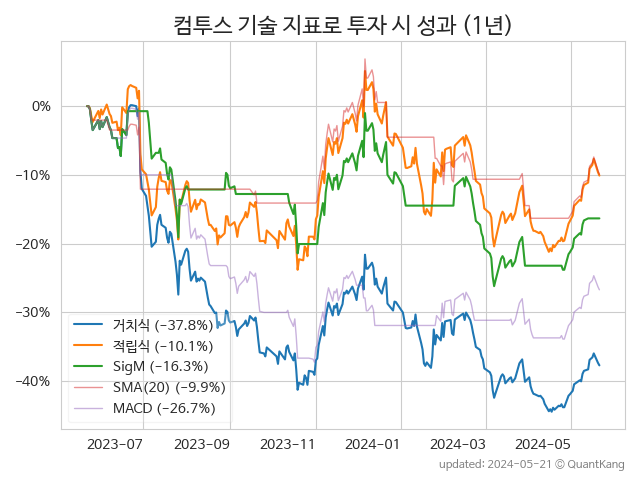 컴투스 기술 지표로 투자 시 성과 (1년)
0%
−10%
−20%
−30%
−40%
거치식 (−37.8%)
적립식 (−10.1%)
SigM (−16.3%)
SMA(20) (−9.9%)
MACD (−26.7%)
2023−07 2023−09 2023−11 2024−01 2024−03 2024−05
updated: 2024−05−21 © QuantKang